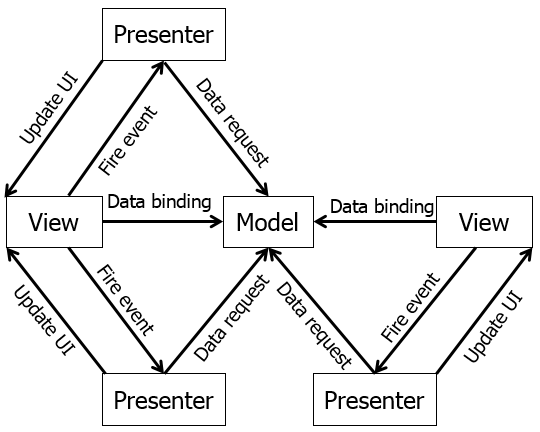 Presenter
Update UI
Fire event
Data request
View
Data binding
Model
Data binding
View
Update UI
Fire event
Data request
Data request
Fire event
Update UI
Presenter
Presenter